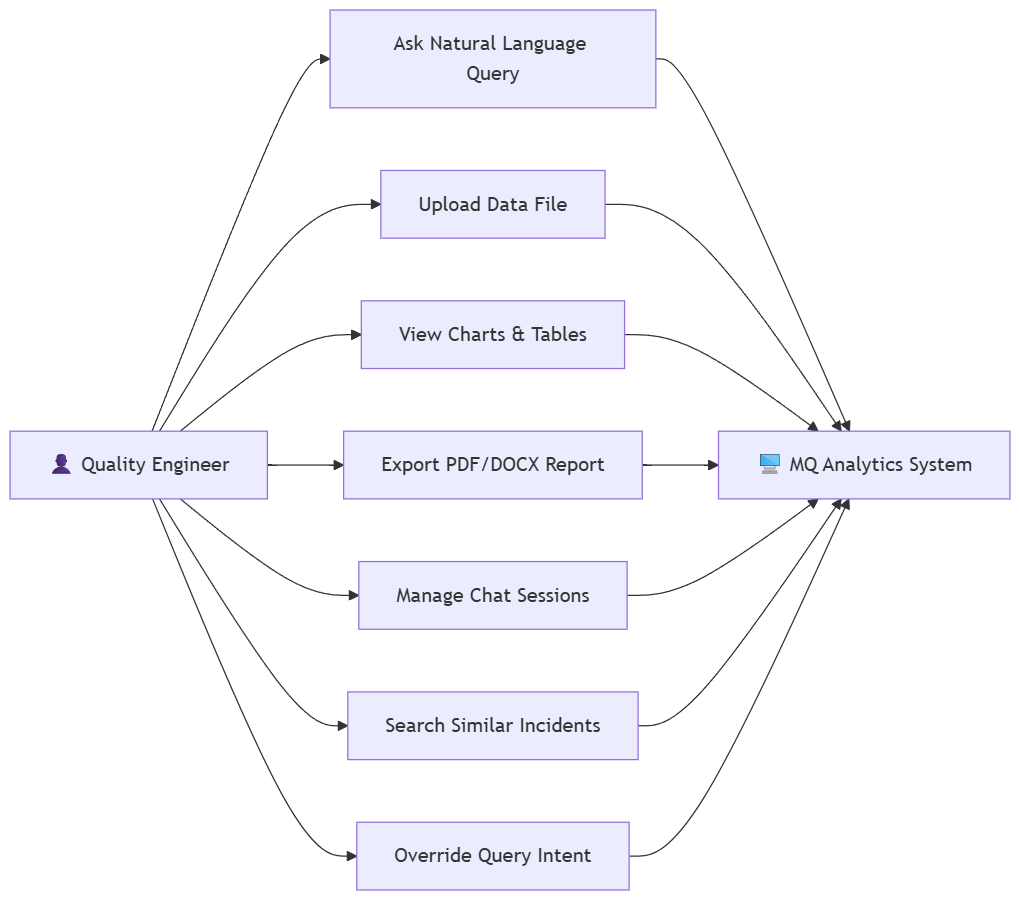 Ask Natural Language
Query
Upload Data File
View Charts & Tables
Quality Engineer
Export PDF/DOCX Report
MQ Analytics System
Manage Chat Sessions
Search Similar Incidents
Override Query Intent